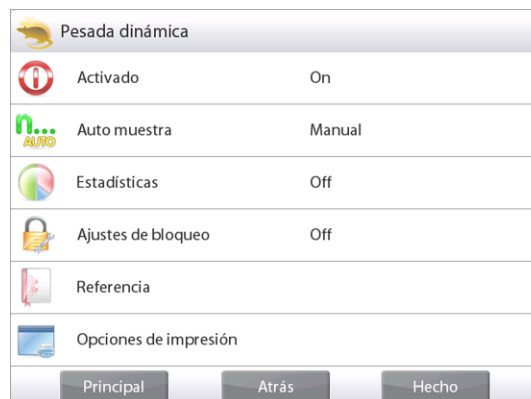 Pesada dinámica
Activado On
n... AUTO
Auto muestra Manual
Estadísticas Off
Ajustes de bloqueo Off
Referencia
Opciones de impresión
Principal Atrás Hecho